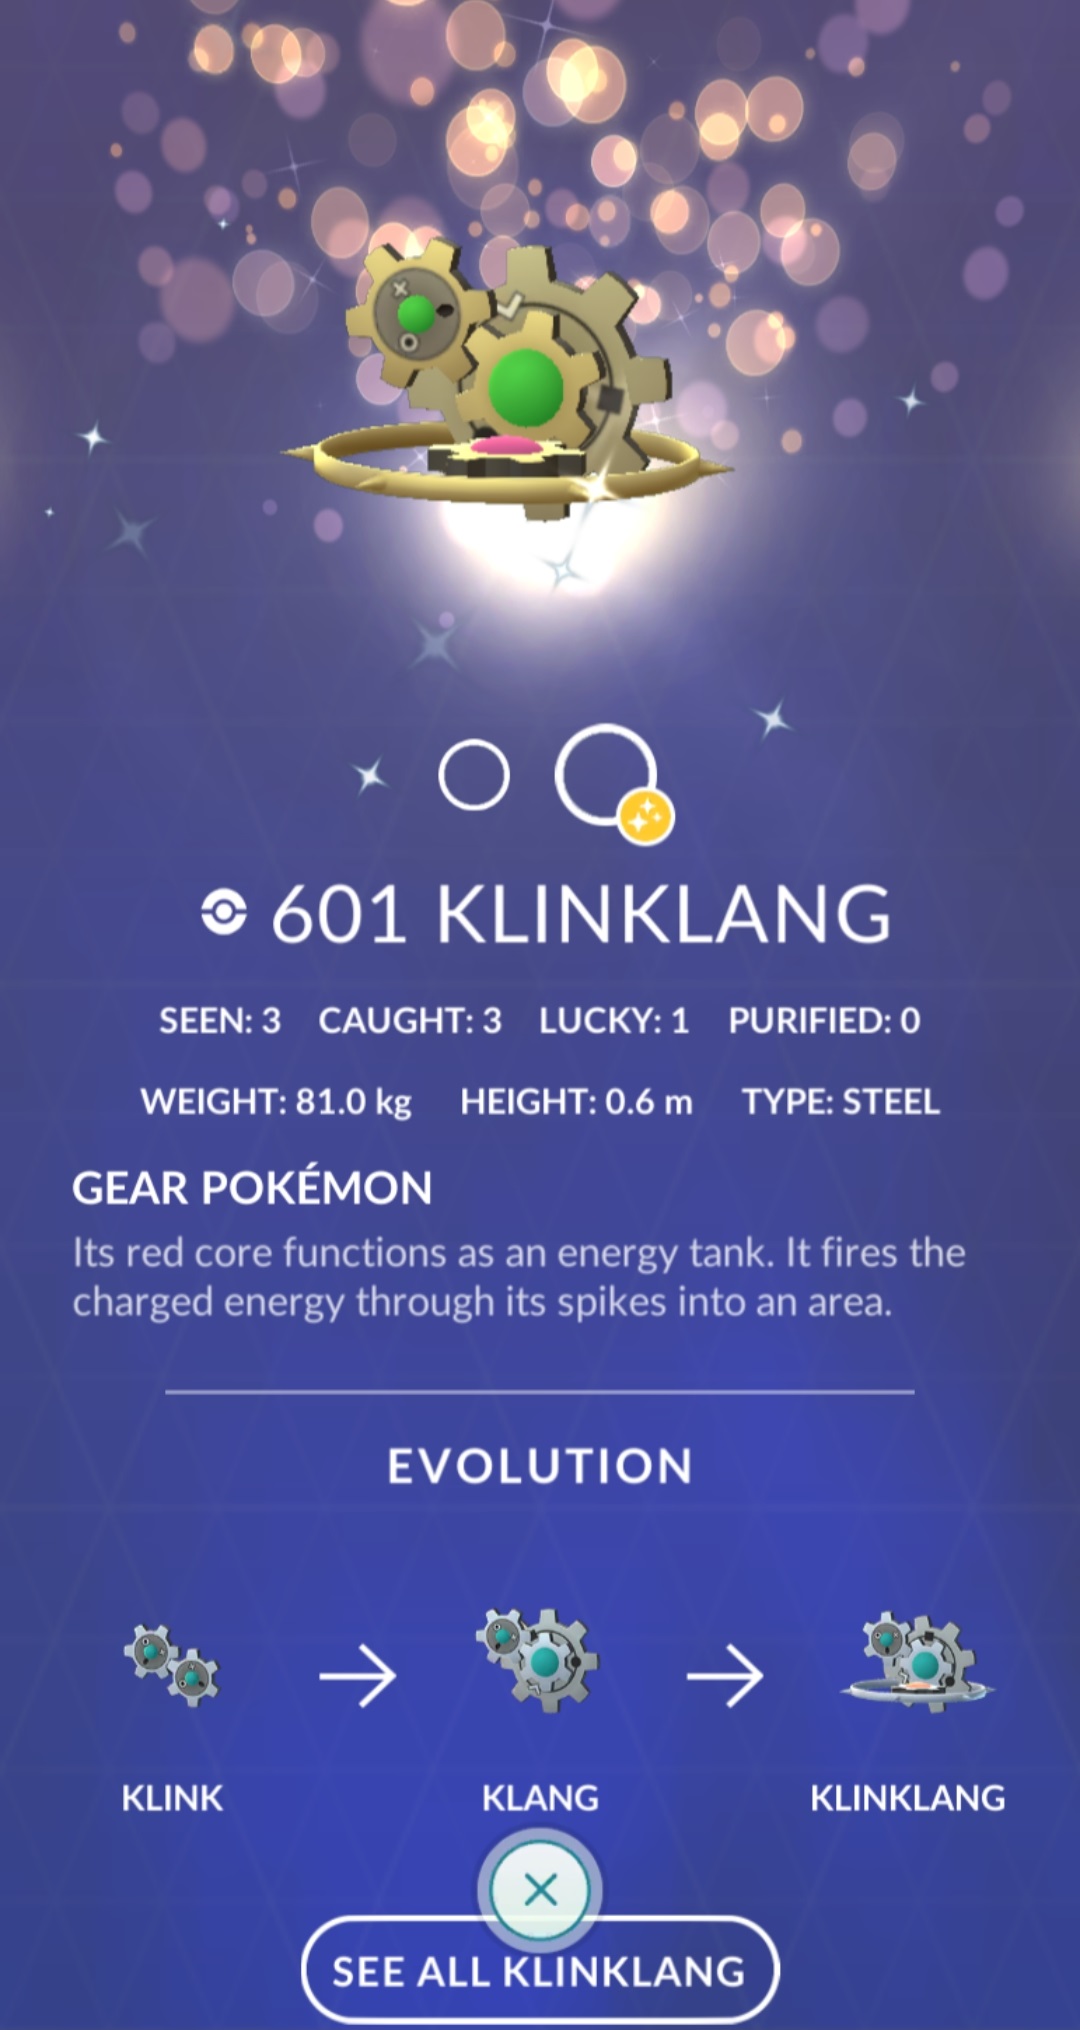 601 KLINKLANG
SEEN: 3 CAUGHT: 3 LUCKY: 1 PURIFIED: 0
WEIGHT: 81.0 kg HEIGHT: 0.6 m TYPE: STEEL
GEAR POKÉMON
Its red core functions as an energy tank. It fires the
charged energy through its spikes into an area.
EVOLUTION
KLINK KLANG KLINKLANG
SEE ALL KLINKLANG